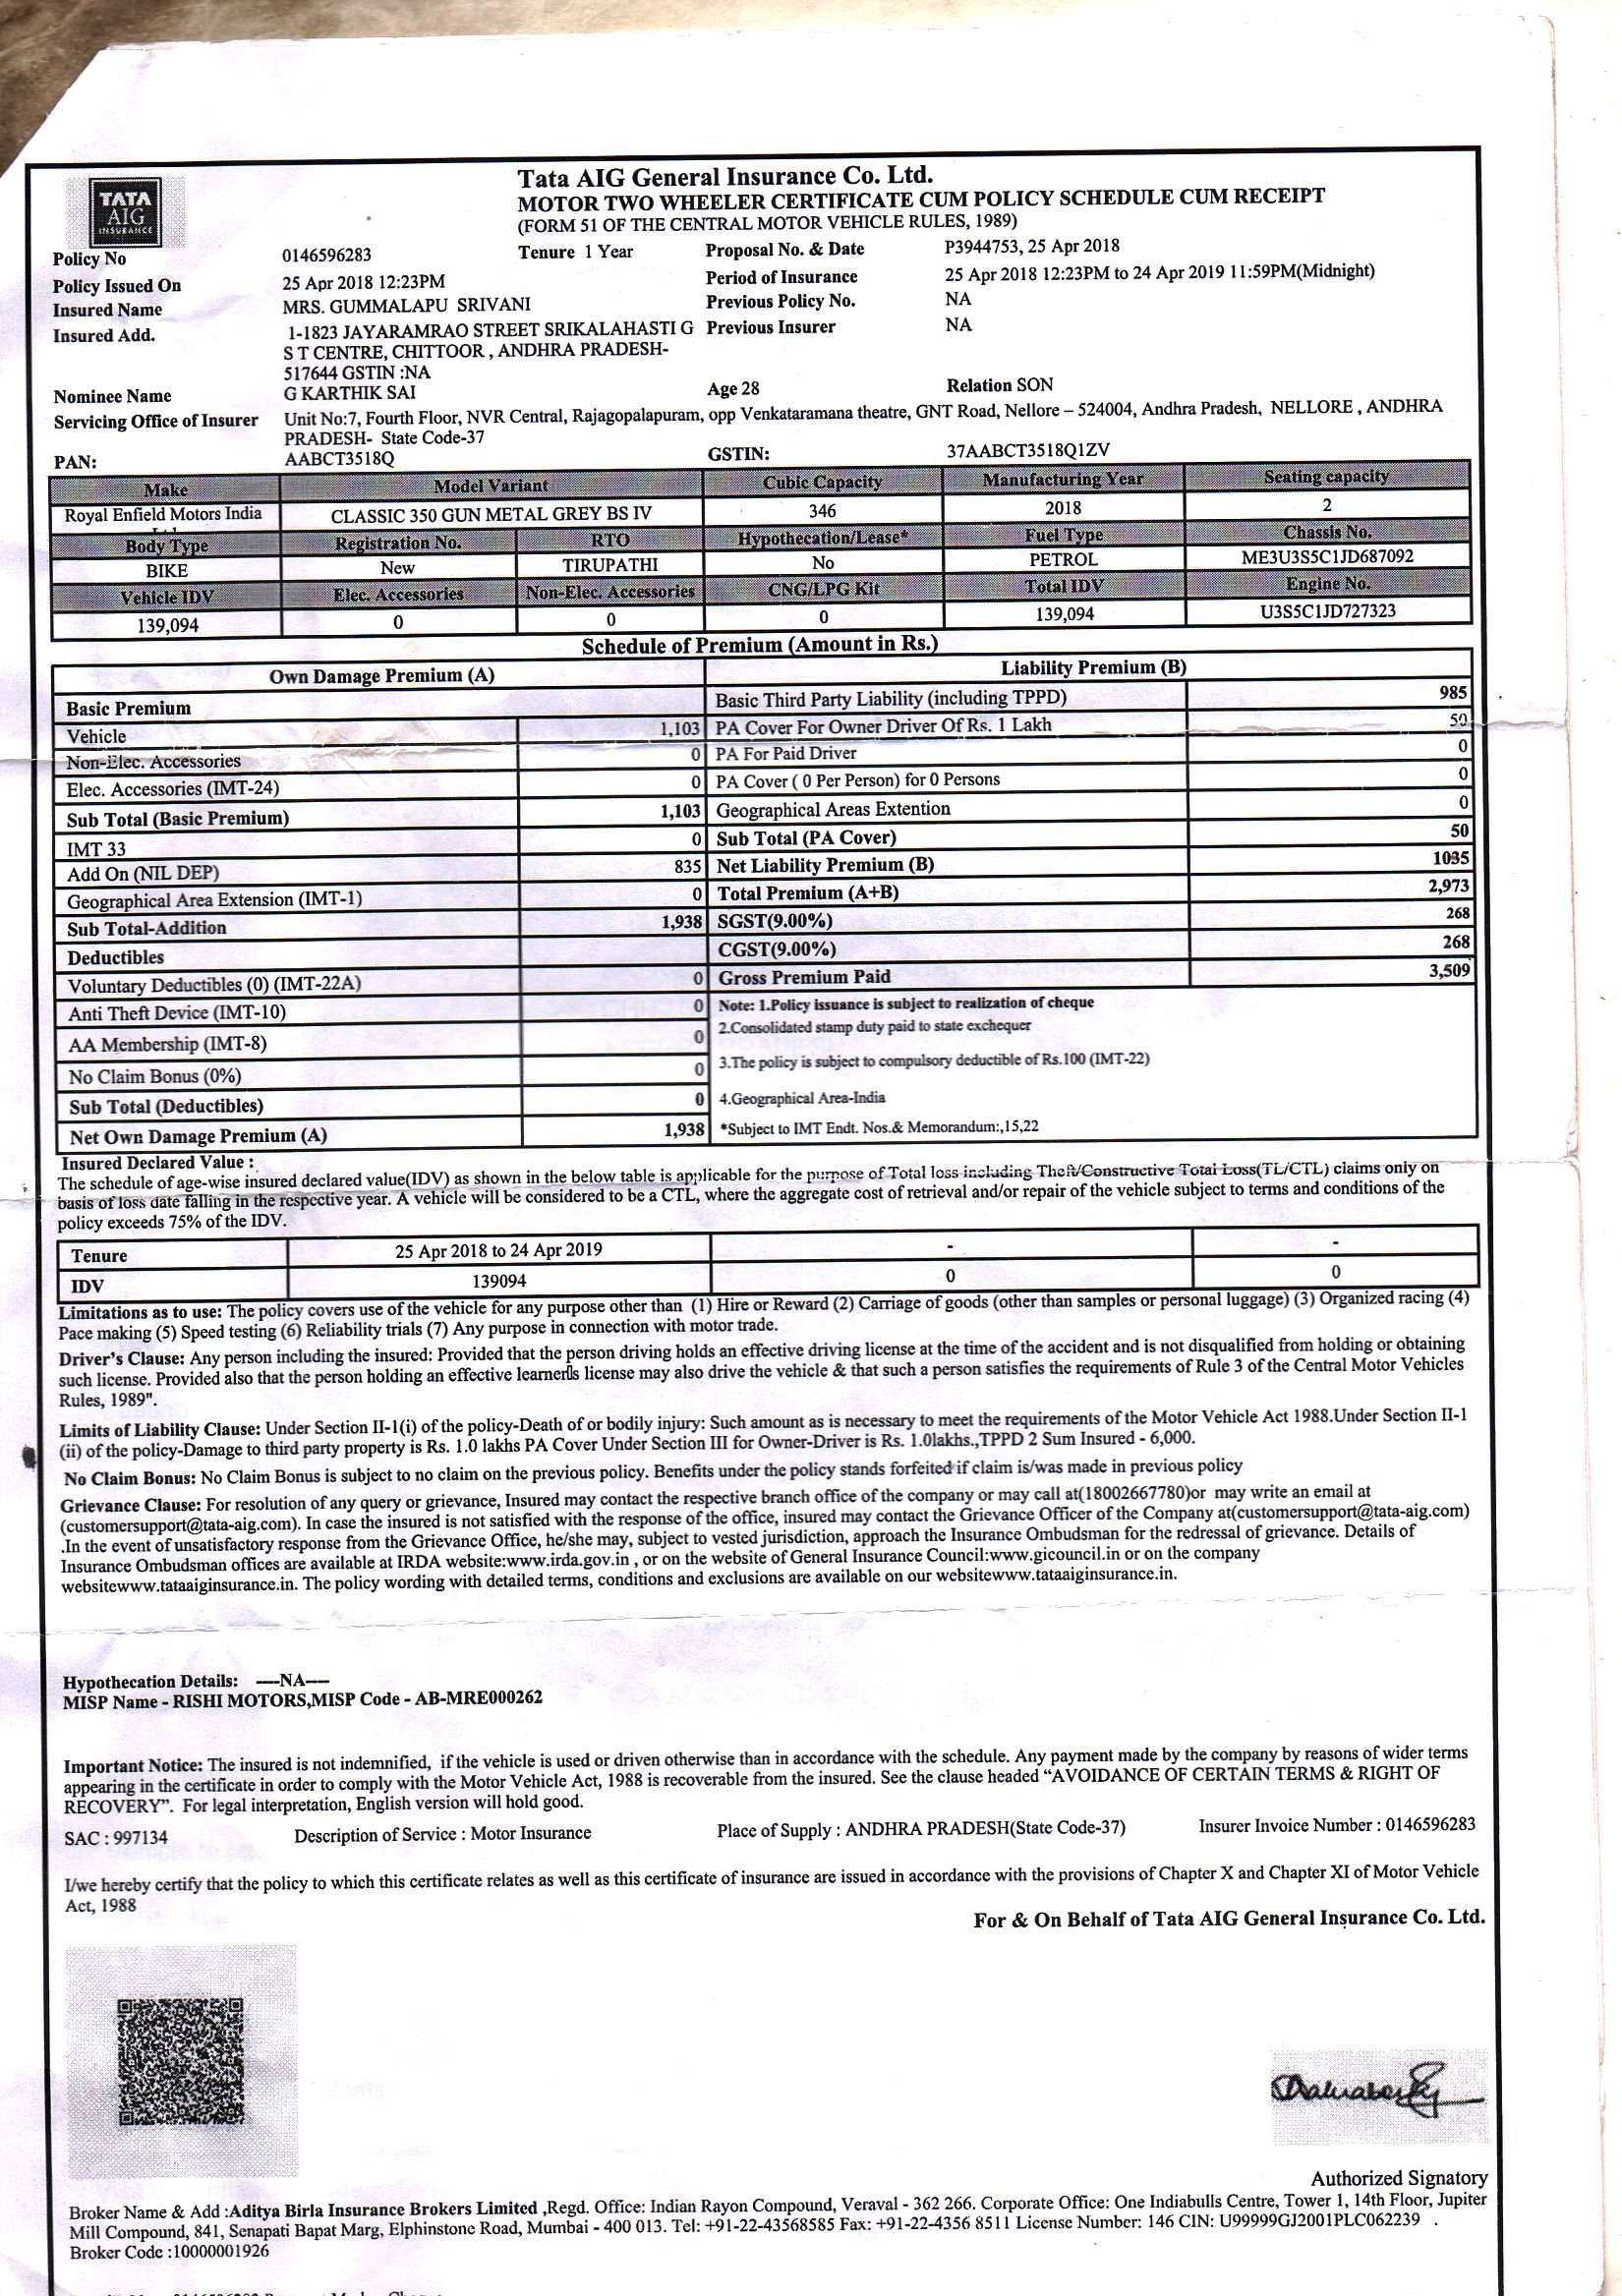 TATA
AIG
INSURANCE
Tata AIG General Insurance Co. Ltd.
MOTOR TWO WHEELER CERTIFICATE CUM POLICY SCHEDULE CUM RECEIPT
(FORM 51 OF THE CENTRAL MOTOR VEHICLE RULES, 1989)
Policy No 0146596283 Tenure 1 Year Proposal No. & Date P3944753, 25 Apr 2018
Policy Issued On 25 Apr 2018 12:23PM Period of Insurance 25 Apr 2018 12:23PM to 24 Apr 2019 11:59PM(Midnight)
Insured Name MRS. GUMMALAPU SRIVANI Previous Policy No. NA
Insured Add. 1-1823 JAYARAMRAO STREET SRIKALAHASTI G Previous Insurer NA
S T CENTRE, CHITTOOR , ANDHRA PRADESH-
517644 GSTIN :NA
Nominee Name G KARTHIK SAI Age 28 Relation SON
Servicing Office of Insurer Unit No:7, Fourth Floor, NVR Central, Rajagopalapuram, opp Venkataramana theatre, GNT Road, Nellore – 524004, Andhra Pradesh, NELLORE , ANDHRA
PRADESH- State Code-37
PAN: AABCT3518Q GSTIN: 37AABCT3518Q1ZV
Make Model Variant Cubic Capacity Manufacturing Year Seating capacity
Royal Enfield Motors India CLASSIC 350 GUN METAL GREY BS IV 346 2018 2
Body Type Registration No. RTO Hypothecation/Lease* Fuel Type Chassis No.
BIKE New TIRUPATHI No PETROL ME3U3S5C1JD687092
Vehicle IDV Elec. Accessories Non-Elec. Accessories CNG/LPG Kit Total IDV Engine No.
139,094 0 0 0 139,094 U3S5C1JD727323
Schedule of Premium (Amount in Rs.)
Own Damage Premium (A) Liability Premium (B)
Basic Premium Basic Third Party Liability (including TPPD) 985
Vehicle 1,103 PA Cover For Owner Driver Of Rs. 1 Lakh 50
Non-Elec. Accessories 0 PA For Paid Driver 0
Elec. Accessories (IMT-24) 0 PA Cover ( 0 Per Person) for 0 Persons 0
Sub Total (Basic Premium) 1,103 Geographical Areas Extention 0
IMT 33 0 Sub Total (PA Cover) 50
Add On (NIL DEP) 835 Net Liability Premium (B) 1035
Geographical Area Extension (IMT-1) 0 Total Premium (A+B) 2,973
Sub Total-Addition 1,938 SGST(9.00%) 268
Deductibles CGST(9.00%) 268
Voluntary Deductibles (0) (IMT-22A) 0 Gross Premium Paid 3,509
Anti Theft Device (IMT-10) 0 Note: 1.Policy issuance is subject to realization of cheque
AA Membership (IMT-8) 0 2.Consolidated stamp duty paid to state exchequer
No Claim Bonus (0%) 0 3.The policy is subject to compulsory deductible of Rs.100 (IMT-22)
Sub Total (Deductibles) 0 4.Geographical Area-India
Net Own Damage Premium (A) 1,938 *Subject to IMT Endt. Nos.& Memorandum:,15,22
Insured Declared Value :
The schedule of age-wise insured declared value(IDV) as shown in the below table is applicable for the purpose of Total loss including Theft/Constructive Total Loss(TL/CTL) claims only on
basis of loss date falling in the respective year. A vehicle will be considered to be a CTL, where the aggregate cost of retrieval and/or repair of the vehicle subject to terms and conditions of the
policy exceeds 75% of the IDV.
Tenure 25 Apr 2018 to 24 Apr 2019 - -
IDV 139094 0 0
Limitations as to use: The policy covers use of the vehicle for any purpose other than (1) Hire or Reward (2) Carriage of goods (other than samples or personal luggage) (3) Organized racing (4)
Pace making (5) Speed testing (6) Reliability trials (7) Any purpose in connection with motor trade.
Driver's Clause: Any person including the insured: Provided that the person driving holds an effective driving license at the time of the accident and is not disqualified from holding or obtaining
such license. Provided also that the person holding an effective learners license may also drive the vehicle & that such a person satisfies the requirements of Rule 3 of the Central Motor Vehicles
Rules, 1989".
Limits of Liability Clause: Under Section II-1(i) of the policy-Death of or bodily injury: Such amount as is necessary to meet the requirements of the Motor Vehicle Act 1988.Under Section II-1
(ii) of the policy-Damage to third party property is Rs. 1.0 lakhs PA Cover Under Section III for Owner-Driver is Rs. 1.0lakhs.,TPPD 2 Sum Insured - 6,000.
No Claim Bonus: No Claim Bonus is subject to no claim on the previous policy. Benefits under the policy stands forfeited if claim is/was made in previous policy
Grievance Clause: For resolution of any query or grievance, Insured may contact the respective branch office of the company or may call at(18002667780)or may write an email at
(customersupport@tata-aig.com). In case the insured is not satisfied with the response of the office, insured may contact the Grievance Officer of the Company at(customersupport@tata-aig.com)
.In the event of unsatisfactory response from the Grievance Office, he/she may, subject to vested jurisdiction, approach the Insurance Ombudsman for the redressal of grievance. Details of
Insurance Ombudsman offices are available at IRDA website:www.irda.gov.in , or on the website of General Insurance Council:www.gicouncil.in or on the company
websitewww.tataaiginsurance.in. The policy wording with detailed terms, conditions and exclusions are available on our websitewww.tataaiginsurance.in.
Hypothecation Details: ----NA----
MISP Name - RISHI MOTORS,MISP Code - AB-MRE000262
Important Notice: The insured is not indemnified, if the vehicle is used or driven otherwise than in accordance with the schedule. Any payment made by the company by reasons of wider terms
appearing in the certificate in order to comply with the Motor Vehicle Act, 1988 is recoverable from the insured. See the clause headed “AVOIDANCE OF CERTAIN TERMS & RIGHT OF
RECOVERY”. For legal interpretation, English version will hold good.
SAC : 997134 Description of Service : Motor Insurance Place of Supply : ANDHRA PRADESH(State Code-37) Insurer Invoice Number : 0146596283
I/we hereby certify that the policy to which this certificate relates as well as this certificate of insurance are issued in accordance with the provisions of Chapter X and Chapter XI of Motor Vehicle
Act, 1988
For & On Behalf of Tata AIG General Insurance Co. Ltd.
Authorized Signatory
Broker Name & Add :Aditya Birla Insurance Brokers Limited ,Regd. Office: Indian Rayon Compound, Veraval - 362 266. Corporate Office: One Indiabulls Centre, Tower 1, 14th Floor, Jupiter
Mill Compound, 841, Senapati Bapat Marg, Elphinstone Road, Mumbai - 400 013. Tel: +91-22-43568585 Fax: +91-22-4356 8511 License Number: 146 CIN: U99999GJ2001PLC062239 .
Broker Code :10000001926